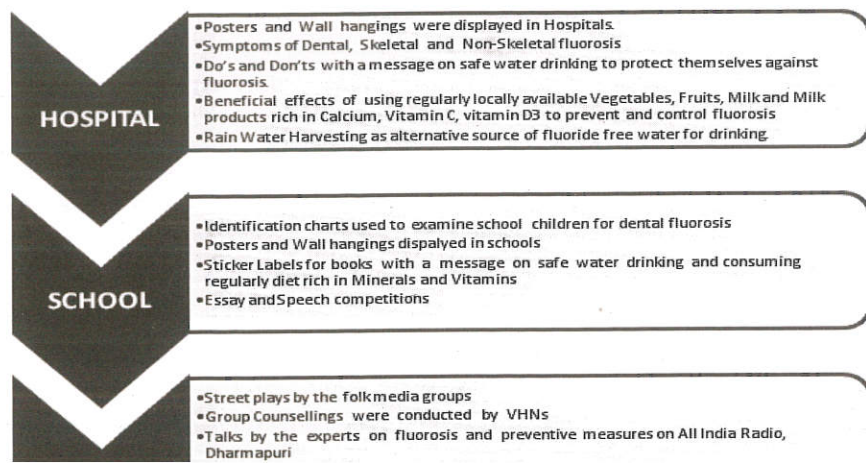 •Posters and Wall hangings were displayed in Hospitals.
•Symptoms of Dental, Skeletal and Non-Skeletal fluorosis
•Do's and Don'ts with a message on safe water drinking to protect themselves against
fluorosis.
•Beneficial effects of using regularly locally available Vegetables, Fruits, Milk and Milk
products rich in Calcium, Vitamin C, vitamin D3 to prevent and control fluorosis
•Rain Water Harvesting as alternative source of fluoride free water for drinking.
HOSPITAL
•Identification charts used to examine school children for dental fluorosis
•Posters and Wall hangings dispalyed in schools
•Sticker Labels for books with a message on safe water drinking and consuming
regularly diet rich in Minerals and Vitamins
•Essay and Speech competitions
SCHOOL
•Street plays by the folk media groups
•Group Counsellings were conducted by VHNs
•Talks by the experts on fluorosis and preventive measures on All India Radio,
Dharmapuri